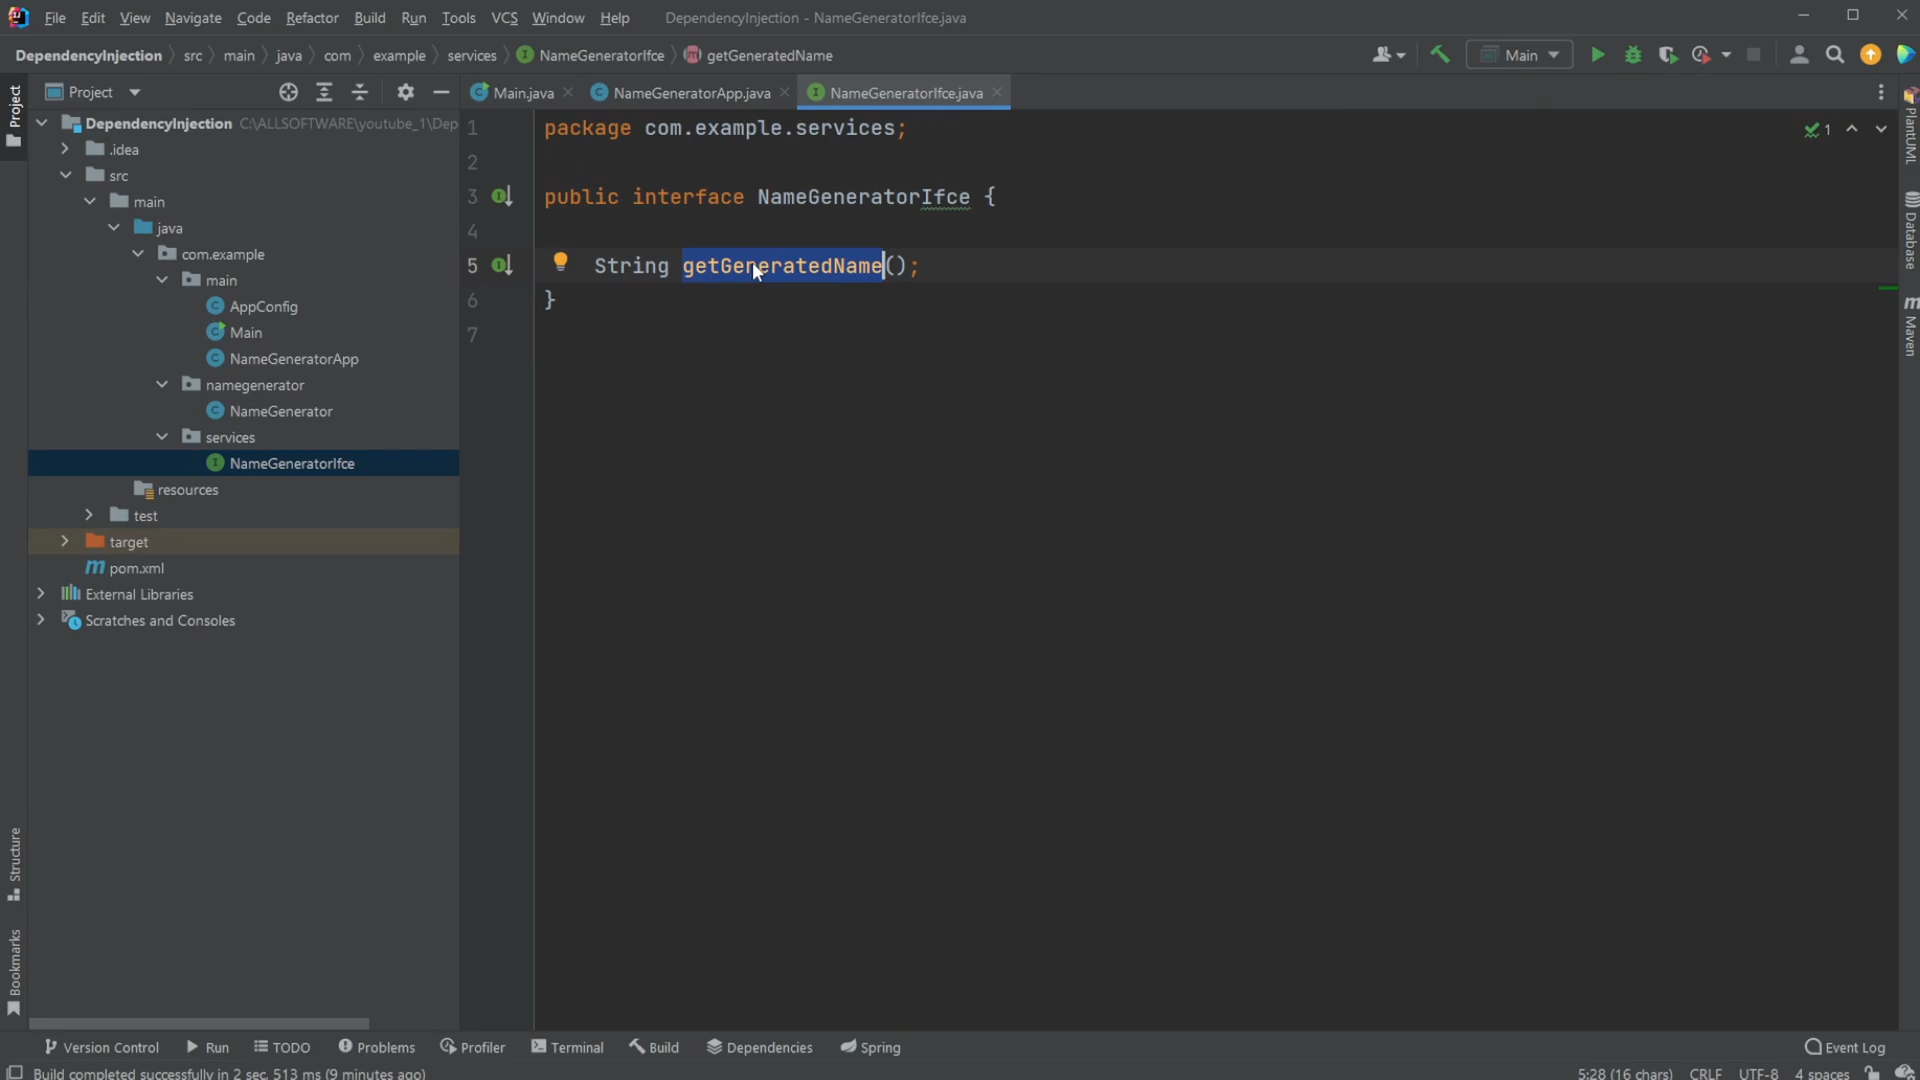 File Edit View Navigate Code Refactor Build Run Tools VCS Window Help DependencyInjection - NameGeneratorIfce.java
DependencyInjection src main java com example services NameGeneratorIfce getGeneratedName Main
Project
Main.java NameGeneratorApp.java NameGeneratorIfce.java
DependencyInjection C:\ALLSOFTWARE\youtube_1\Dep
.idea
src
main
java
com.example
main
AppConfig
Main
NameGeneratorApp
namegenerator
NameGenerator
services
NameGeneratorIfce
resources
test
target
pom.xml
External Libraries
Scratches and Consoles
1 package com.example.services;
2
3 public interface NameGeneratorIfce {
4
5 String getGeneratedName();
6 }
7
1
Project
Structure
Bookmarks
PlantUML
Database
Maven
Version Control Run TODO Problems Profiler Terminal Build Dependencies Spring Event Log
Build completed successfully in 2 sec, 513 ms (9 minutes ago) 5:28 (16 chars) CRLF UTF-8 4 spaces